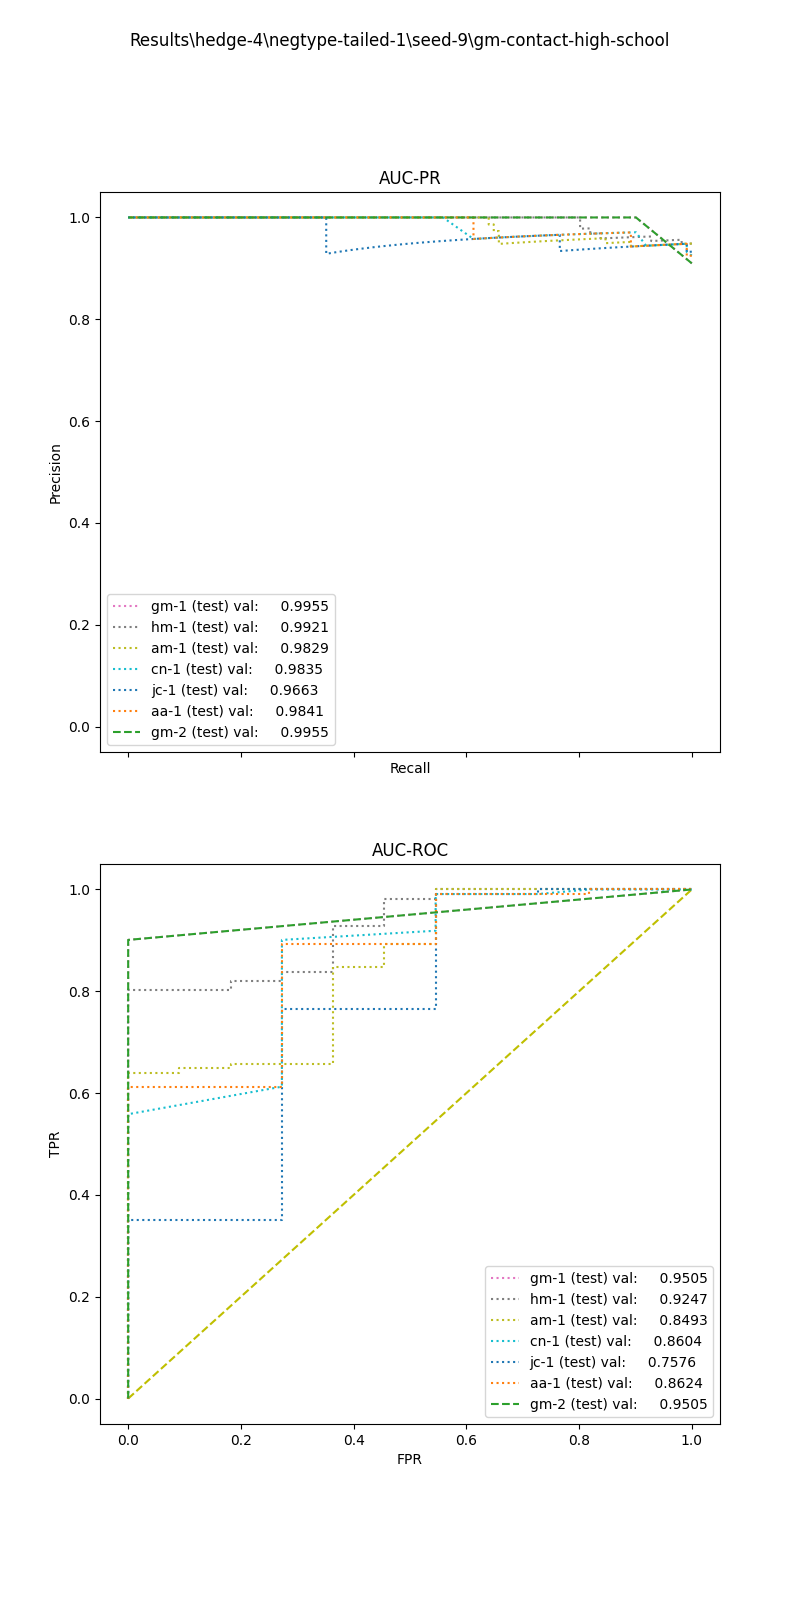 Results\hedge-4\negtype-tailed-1\seed-9\gm-contact-high-school
AUC-PR
1.0
0.8
0.6
0.4
0.2
0.0
Precision
gm-1 (test) val: 0.9955
hm-1 (test) val: 0.9921
am-1 (test) val: 0.9829
cn-1 (test) val: 0.9835
jc-1 (test) val: 0.9663
aa-1 (test) val: 0.9841
gm-2 (test) val: 0.9955
Recall
AUC-ROC
1.0
0.8
0.6
0.4
0.2
0.0
TPR
gm-1 (test) val: 0.9505
hm-1 (test) val: 0.9247
am-1 (test) val: 0.8493
cn-1 (test) val: 0.8604
jc-1 (test) val: 0.7576
aa-1 (test) val: 0.8624
gm-2 (test) val: 0.9505
0.0 0.2 0.4 0.6 0.8 1.0
FPR